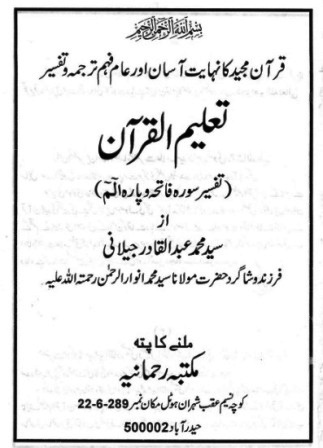 بسم اللہ الرحمن الرحیم
قرآن مجید کا نہایت آسان اور عام فہم ترجمہ و تفسیر
تعلیم القرآن
(تفسیر سورہ فاتحہ و پارہ الٓمٓ)
از
سید محمد عبدالقادر جیلانی
فرزند و شاگرد حضرت مولانا سید محمد انوار الرحمٰن رحمتہ اللہ علیہ
ملنے کا پتہ
مکتبہ رحمانیہ
کوچہ نسیم عقب شہران ہوٹل مکان نمبر 289-6-22
حیدرآباد 500002